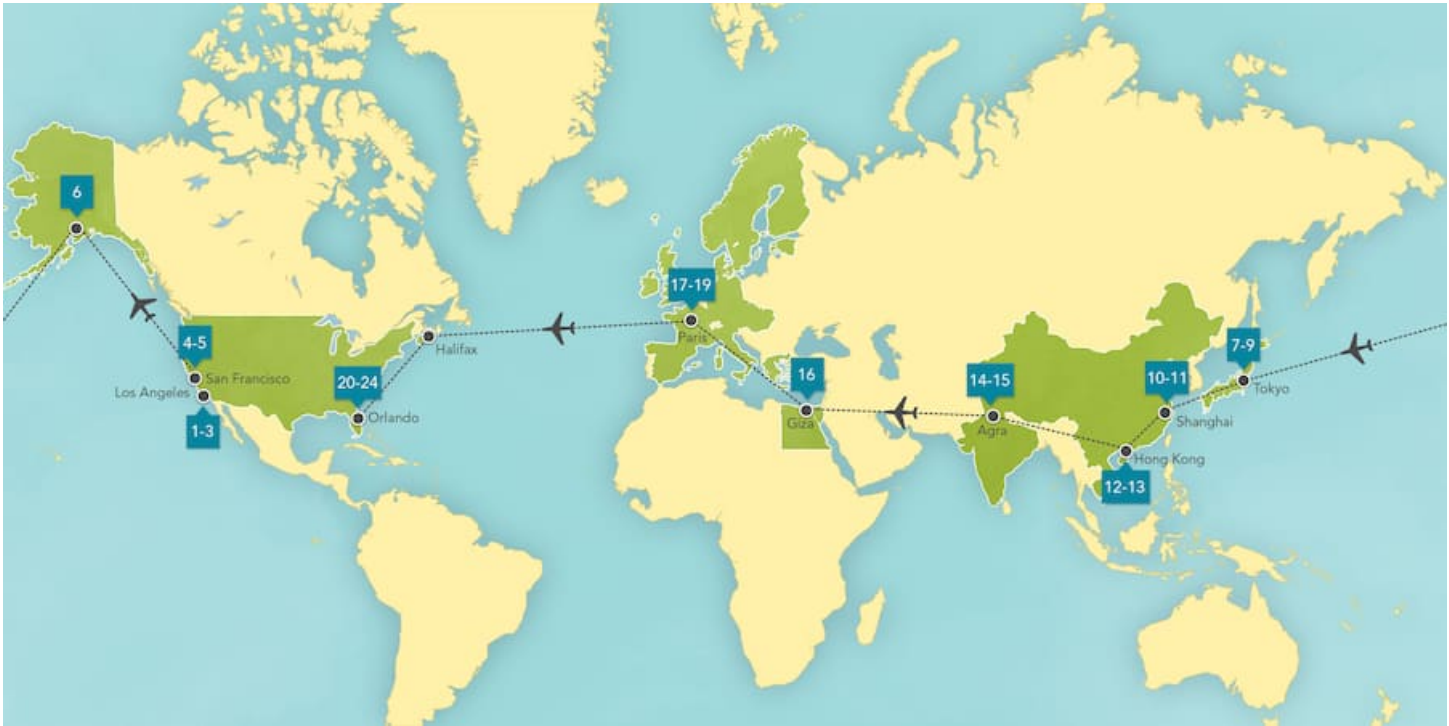 6
17-19
Paris
Halifax
4-5
San Francisco
Los Angeles
1-3
20-24
Orlando
16
Giza
14-15
Agra
10-11
Shanghai
7-9
Tokyo
Hong Kong
12-13